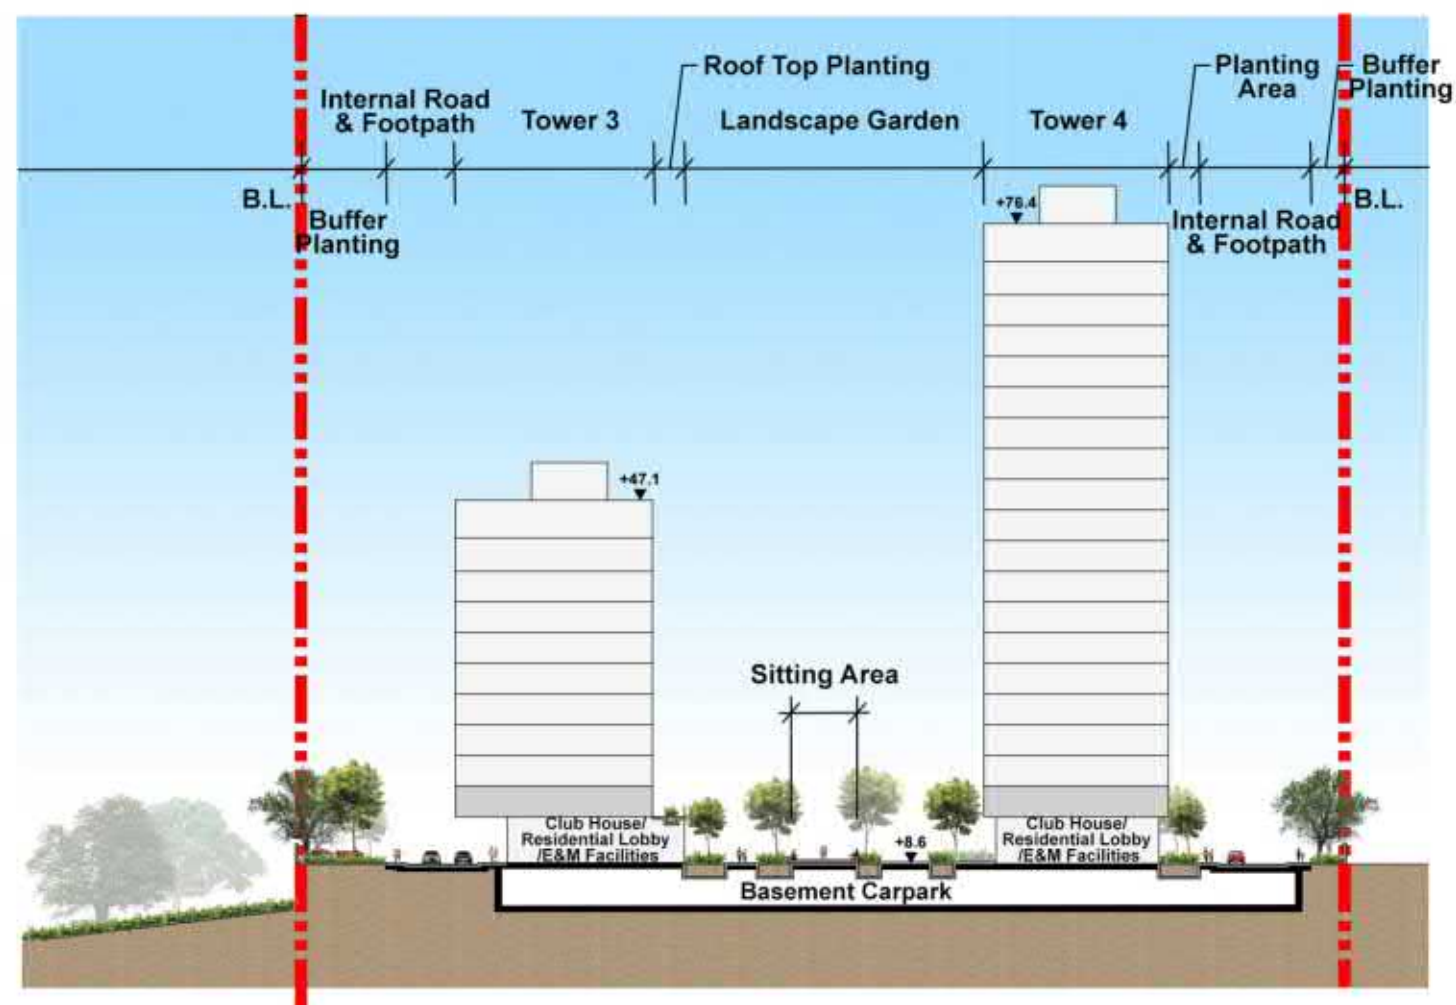 Roof Top Planting
Planting
Area
Buffer
Planting
Internal Road
& Footpath
Tower 3
Landscape Garden
Tower 4
B.L.
Buffer
Planting
+76.4
B.L.
Internal Road
& Footpath
+47.1
Sitting Area
Club House/
Residential Lobby
/E&M Facilities
+8.6
Club House/
Residential Lobby
/E&M Facilities
Basement Carpark